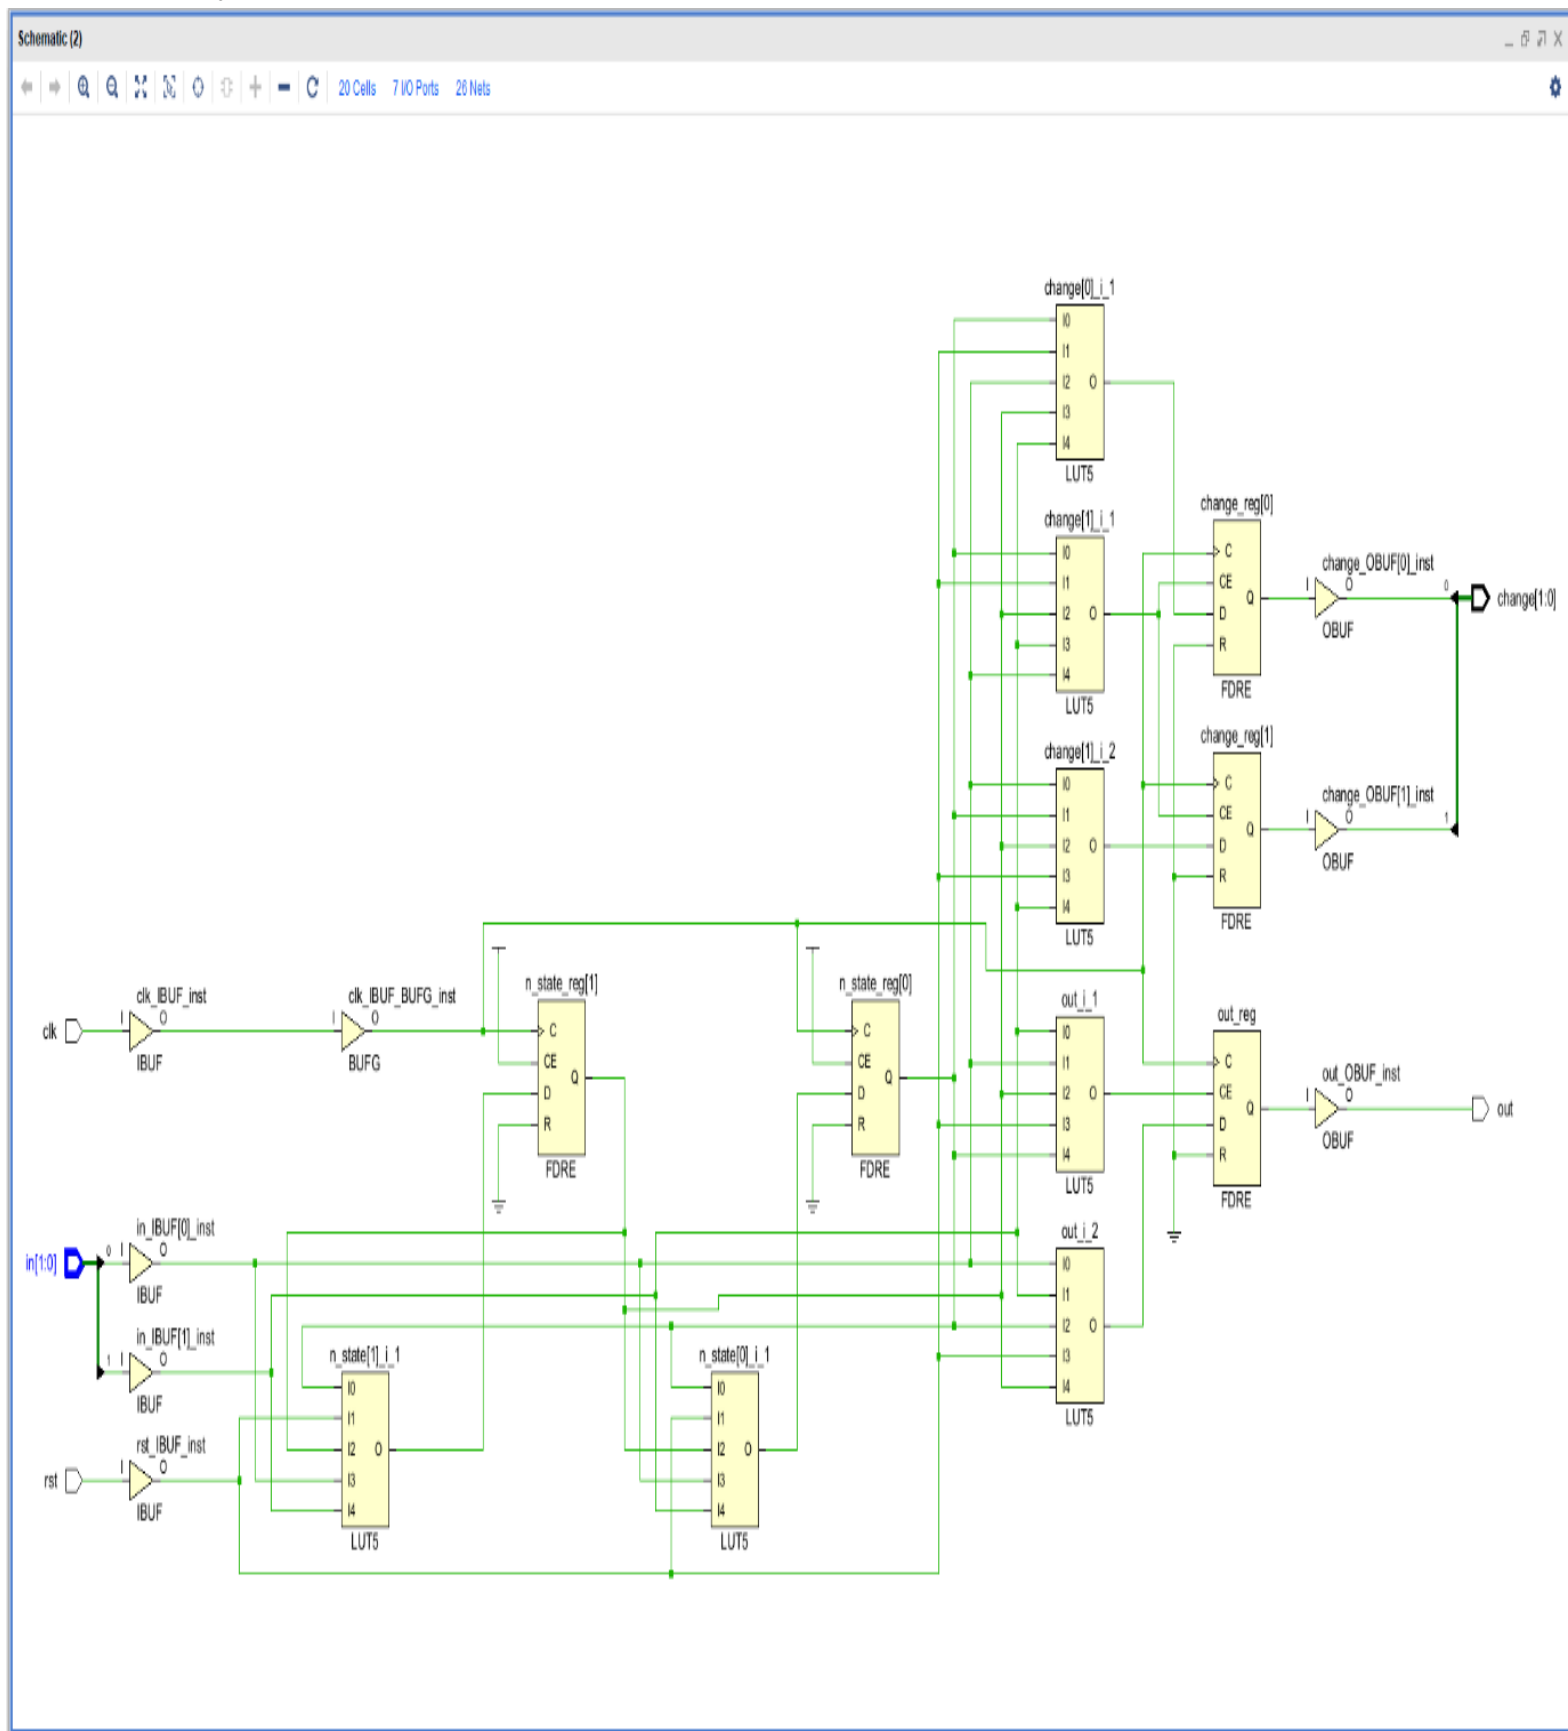 Schematic (2)
20 Cells 7 I/O Ports 26 Nets
change[0]_i_1
I0
I1
I2 O
I3
I4
LUT5
change[1]_i_1
I0
I1
I2 O
I3
I4
LUT5
change_reg[0]
C
CE
Q
D
R
FDRE
change_OBUF[0]_inst
I O
OBUF
0
change[1:0]
change[1]_i_2
I0
I1
I2 O
I3
I4
LUT5
change_reg[1]
C
CE
Q
D
R
FDRE
change_OBUF[1]_inst
I O
OBUF
1
clk
clk_IBUF_inst
I O
IBUF
clk_IBUF_BUFG_inst
I O
BUFG
n_state_reg[1]
C
CE
Q
D
R
FDRE
n_state_reg[0]
C
CE
Q
D
R
FDRE
out_i_1
I0
I1
I2 O
I3
I4
LUT5
out_reg
C
CE
Q
D
R
FDRE
out_OBUF_inst
I O
OBUF
out
in[1:0]
0
in_IBUF[0]_inst
I O
IBUF
1
in_IBUF[1]_inst
I O
IBUF
rst
rst_IBUF_inst
I O
IBUF
n_state[1]_i_1
I0
I1
I2 O
I3
I4
LUT5
n_state[0]_i_1
I0
I1
I2 O
I3
I4
LUT5
out_i_2
I0
I1
I2 O
I3
I4
LUT5